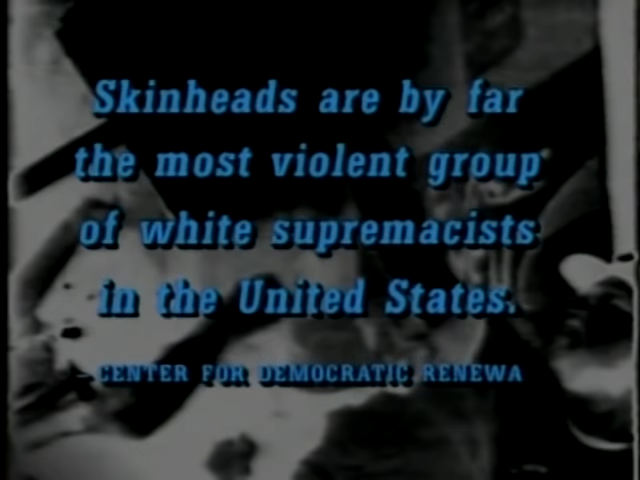 Skinheads are by far
the most violent group
of white supremacists
in the United States.
– CENTER FOR DEMOCRATIC RENEWA